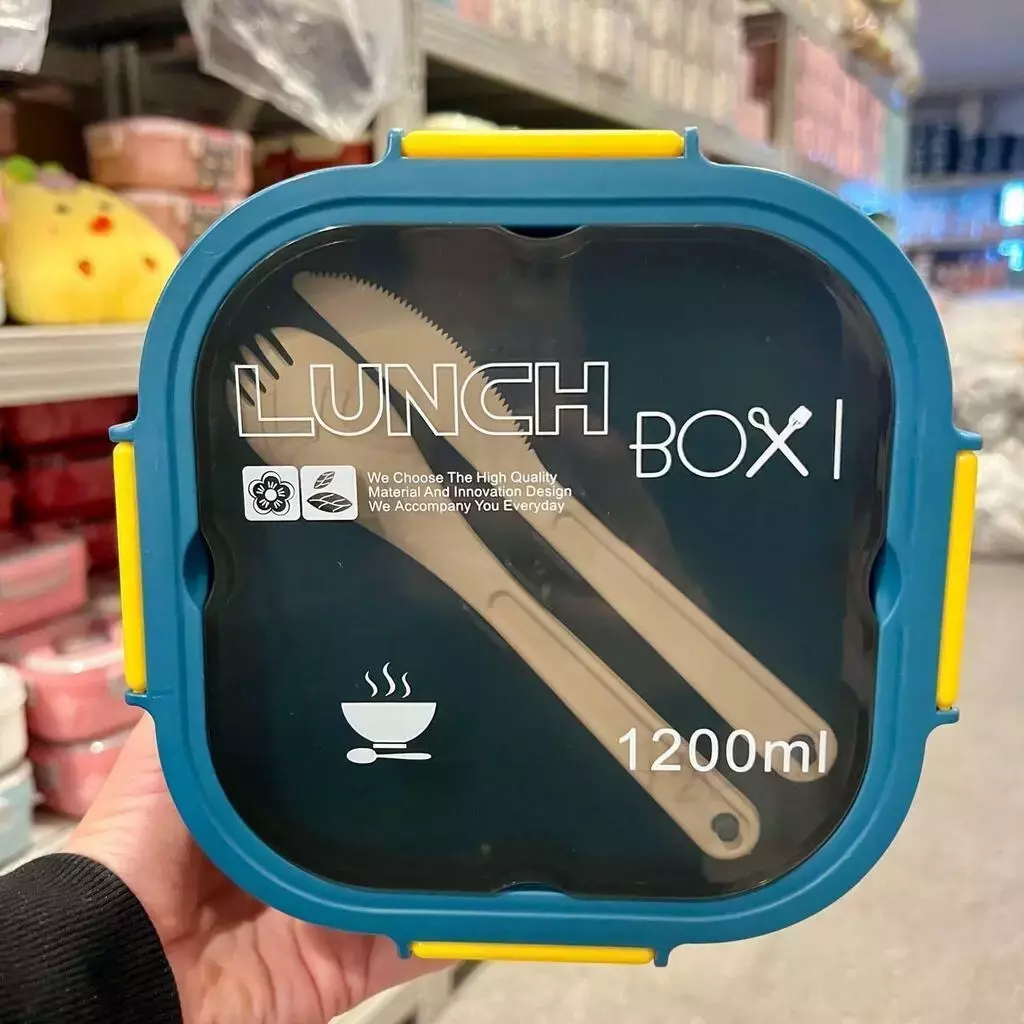 LUNCH
BOX
We Choose The High Quality
Material And Innovation Design
We Accompany You Everyday
1200ml